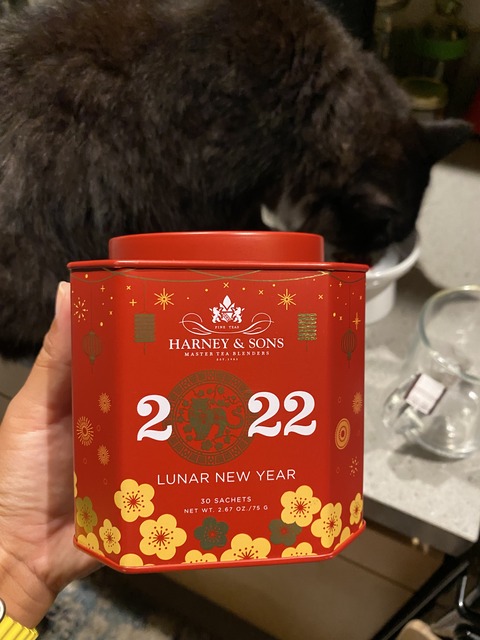 FINE TEAS
HARNEY & SONS
MASTER TEA BLENDERS
EST. 1983
2022
LUNAR NEW YEAR
30 SACHETS
NET WT. 2.67 OZ./75 G